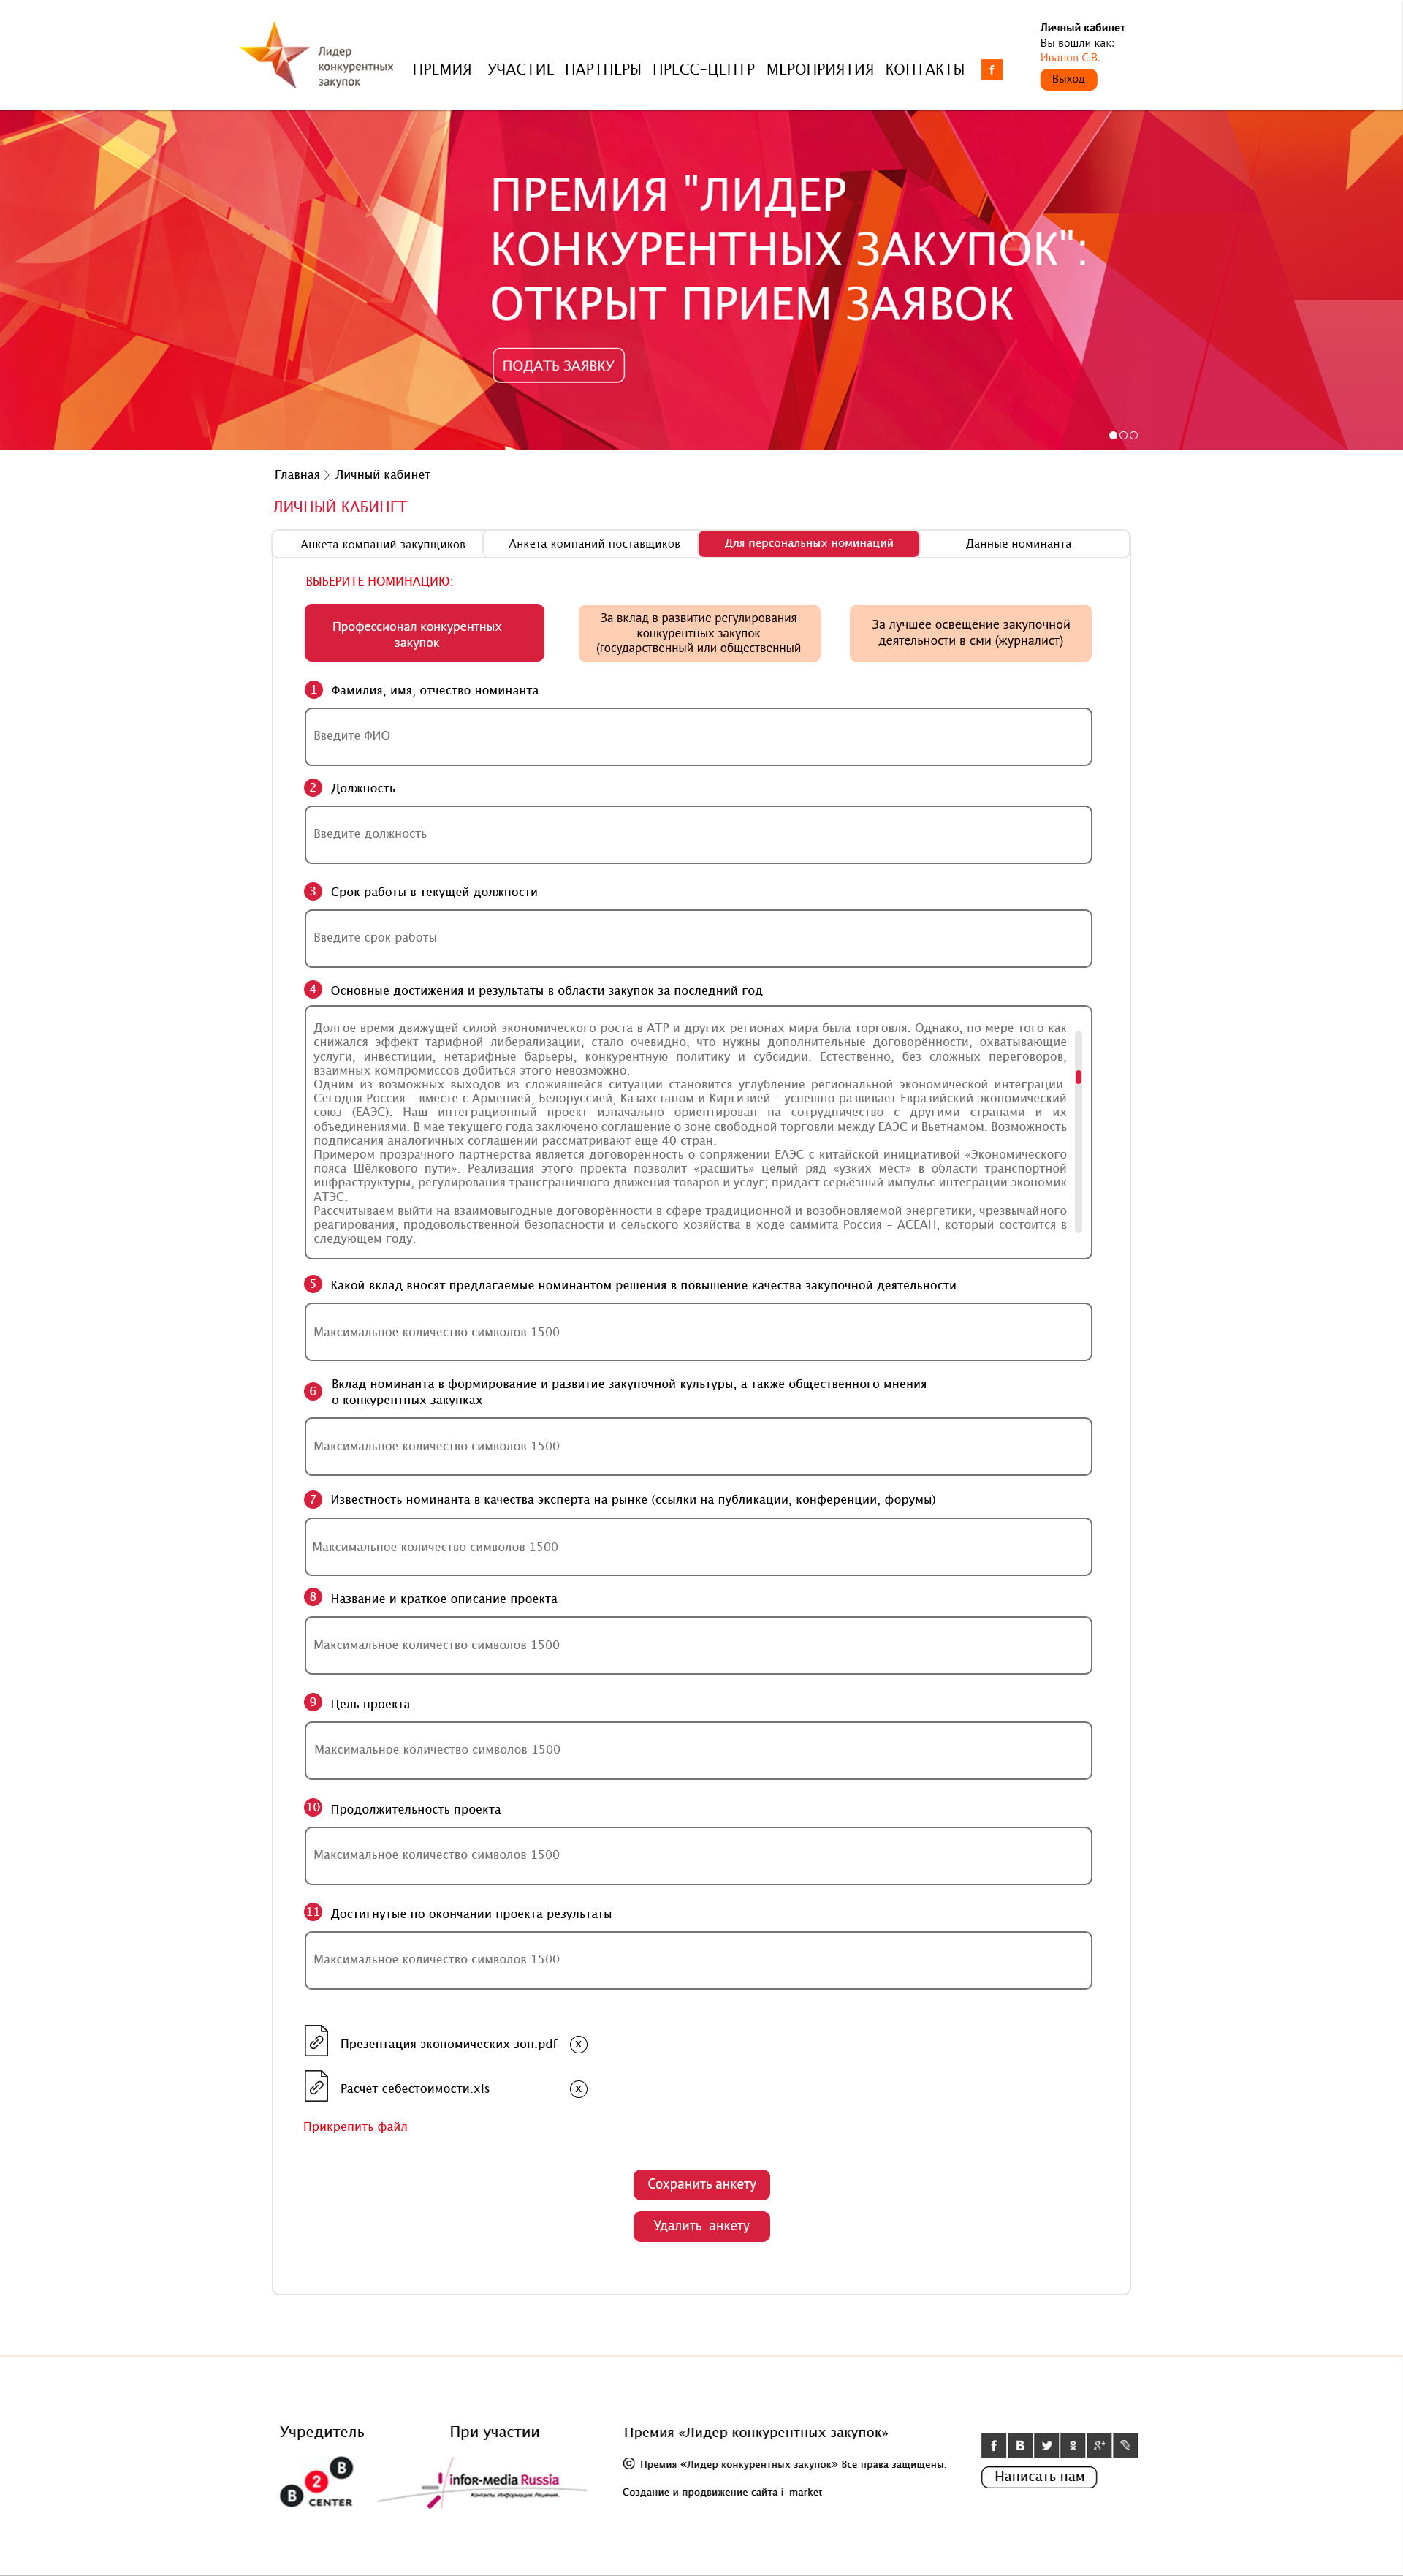 Лидер
конкурентных
закупок
ПРЕМИЯ УЧАСТИЕ ПАРТНЕРЫ ПРЕСС-ЦЕНТР МЕРОПРИЯТИЯ КОНТАКТЫ
f
Личный кабинет
Вы вошли как:
Иванов С.В.
Выход
ПРЕМИЯ "ЛИДЕР
КОНКУРЕНТНЫХ ЗАКУПОК":
ОТКРЫТ ПРИЕМ ЗАЯВОК
ПОДАТЬ ЗАЯВКУ
Главная > Личный кабинет
ЛИЧНЫЙ КАБИНЕТ
Анкета компаний закупщиков
Анкета компаний поставщиков
Для персональных номинаций
Данные номинанта
ВЫБЕРИТЕ НОМИНАЦИЮ:
Профессионал конкурентных
закупок
За вклад в развитие регулирования
конкурентных закупок
(государственный или общественный
За лучшее освещение закупочной
деятельности в сми (журналист)
1 Фамилия, имя, отчество номинанта
Введите ФИО
2 Должность
Введите должность
3 Срок работы в текущей должности
Введите срок работы
4 Основные достижения и результаты в области закупок за последний год
Долгое время движущей силой экономического роста в АТР и других регионах мира была торговля. Однако, по мере того как
снижался эффект тарифной либерализации, стало очевидно, что нужны дополнительные договорённости, охватывающие
услуги, инвестиции, нетарифные барьеры, конкурентную политику и субсидии. Естественно, без сложных переговоров,
взаимных компромиссов добиться этого невозможно.
Одним из возможных выходов из сложившейся ситуации становится углубление региональной экономической интеграции.
Сегодня Россия – вместе с Арменией, Белоруссией, Казахстаном и Киргизией – успешно развивает Евразийский экономический
союз (ЕАЭС). Наш интеграционный проект изначально ориентирован на сотрудничество с другими странами и их
объединениями. В мае текущего года заключено соглашение о зоне свободной торговли между ЕАЭС и Вьетнамом. Возможность
подписания аналогичных соглашений рассматривают ещё 40 стран.
Примером прозрачного партнёрства является договорённость о сопряжении ЕАЭС с китайской инициативой «Экономического
пояса Шёлкового пути». Реализация этого проекта позволит «расшить» целый ряд «узких мест» в области транспортной
инфраструктуры, регулирования трансграничного движения товаров и услуг; придаст серьёзный импульс интеграции экономик
АТЭС.
Рассчитываем выйти на взаимовыгодные договорённости в сфере традиционной и возобновляемой энергетики, чрезвычайного
реагирования, продовольственной безопасности и сельского хозяйства в ходе саммита Россия – АСЕАН, который состоится в
следующем году.
5 Какой вклад вносят предлагаемые номинантом решения в повышение качества закупочной деятельности
Максимальное количество символов 1500
6 Вклад номинанта в формирование и развитие закупочной культуры, а также общественного мнения
о конкурентных закупках
Максимальное количество символов 1500
7 Известность номинанта в качества эксперта на рынке (ссылки на публикации, конференции, форумы)
Максимальное количество символов 1500
8 Название и краткое описание проекта
Максимальное количество символов 1500
9 Цель проекта
Максимальное количество символов 1500
10 Продолжительность проекта
Максимальное количество символов 1500
11 Достигнутые по окончании проекта результаты
Максимальное количество символов 1500
Презентация экономических зон.pdf x
Расчет себестоимости.xls x
Прикрепить файл
Сохранить анкету
Удалить анкету
Учредитель
B 2 B CENTER
При участии
infor-media Russia
Контакты. Информация. Решения.
Премия «Лидер конкурентных закупок»
© Премия «Лидер конкурентных закупок» Все права защищены.
Создание и продвижение сайта i-market
f B g+
Написать нам